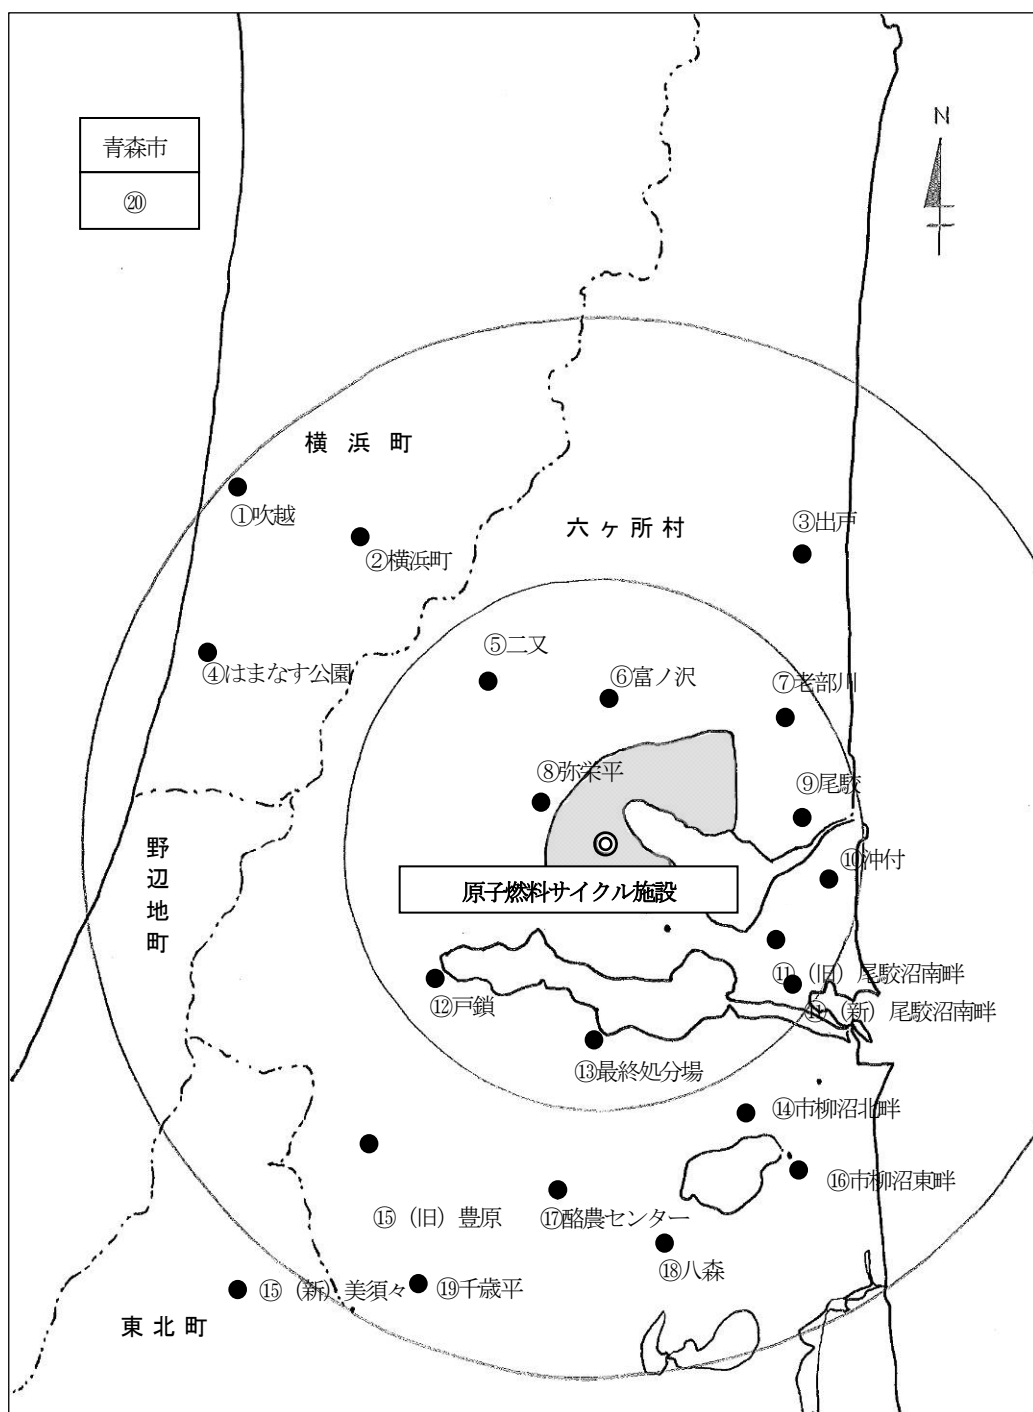 N
青森市
⑳
横浜町
①吹越
六ヶ所村
③出戸
②横浜町
⑤二又
④はまなす公園
⑥富ノ沢
⑦老部川
⑧弥栄平
⑨尾駮
野辺地町
⑩沖付
原子燃料サイクル施設
⑪（旧）尾駮沼南畔
⑫戸鎖
⑪（新）尾駮沼南畔
⑬最終処分場
⑭市柳沼北畔
⑯市柳沼東畔
⑮（旧）豊原
⑰酪農センター
⑱八森
⑮（新）美須々
⑲千歳平
東北町